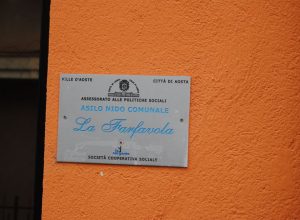 VILLE D'AOSTE CITTÀ DI AOSTA
ASSESSORATO ALLE POLITICHE SOCIALI
ASILO NIDO COMUNALE
La Farfavola
SOCIETÀ COOPERATIVA SOCIALE